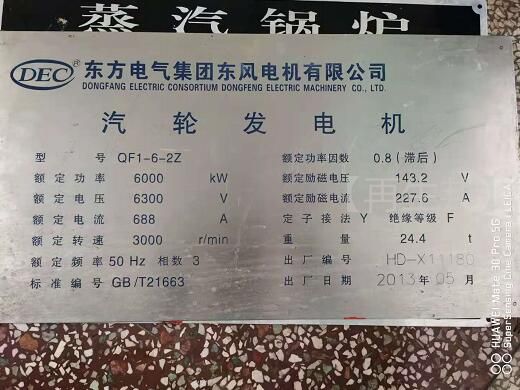 蒸汽锅炉
DEC ® 东方电气集团东风电机有限公司
DONGFANG ELECTRIC CONSORTIUM DONGFENG ELECTRIC MACHINERY CO., LTD.
汽轮发电机
型号 QF1-6-2Z 额定功率因数 0.8(滞后)
额定功率 6000 kW 额定励磁电压 143.2 V
额定电压 6300 V 额定励磁电流 227.6 A
额定电流 688 A 定子接法 Y 绝缘等级 F
额定转速 3000 r/min 重量 24.4 t
额定频率 50 Hz 相数 3 出厂编号 HD-X11180
标准编号 GB/T21663 出厂日期 2013年05月
HUAWEI Mate 30 Pro 5G
SuperSensing Cine Camera | LEICA